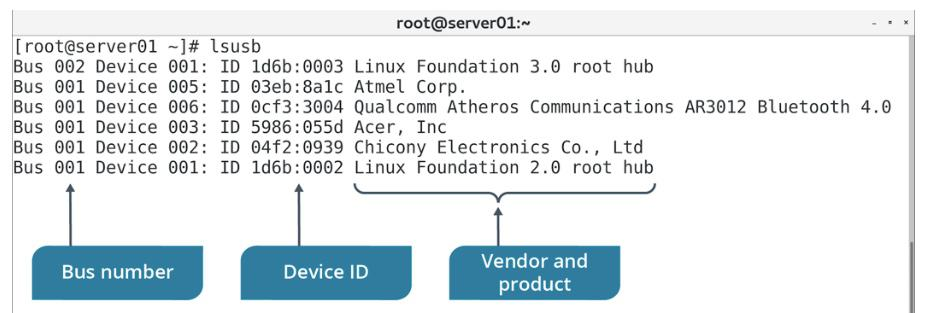 root@server01:~
[root@server01 ~]# lsusb
Bus 002 Device 001: ID 1d6b:0003 Linux Foundation 3.0 root hub
Bus 001 Device 005: ID 03eb:8a1c Atmel Corp.
Bus 001 Device 006: ID 0cf3:3004 Qualcomm Atheros Communications AR3012 Bluetooth 4.0
Bus 001 Device 003: ID 5986:055d Acer, Inc
Bus 001 Device 002: ID 04f2:0939 Chicony Electronics Co., Ltd
Bus 001 Device 001: ID 1d6b:0002 Linux Foundation 2.0 root hub
Bus number
Device ID
Vendor and
product